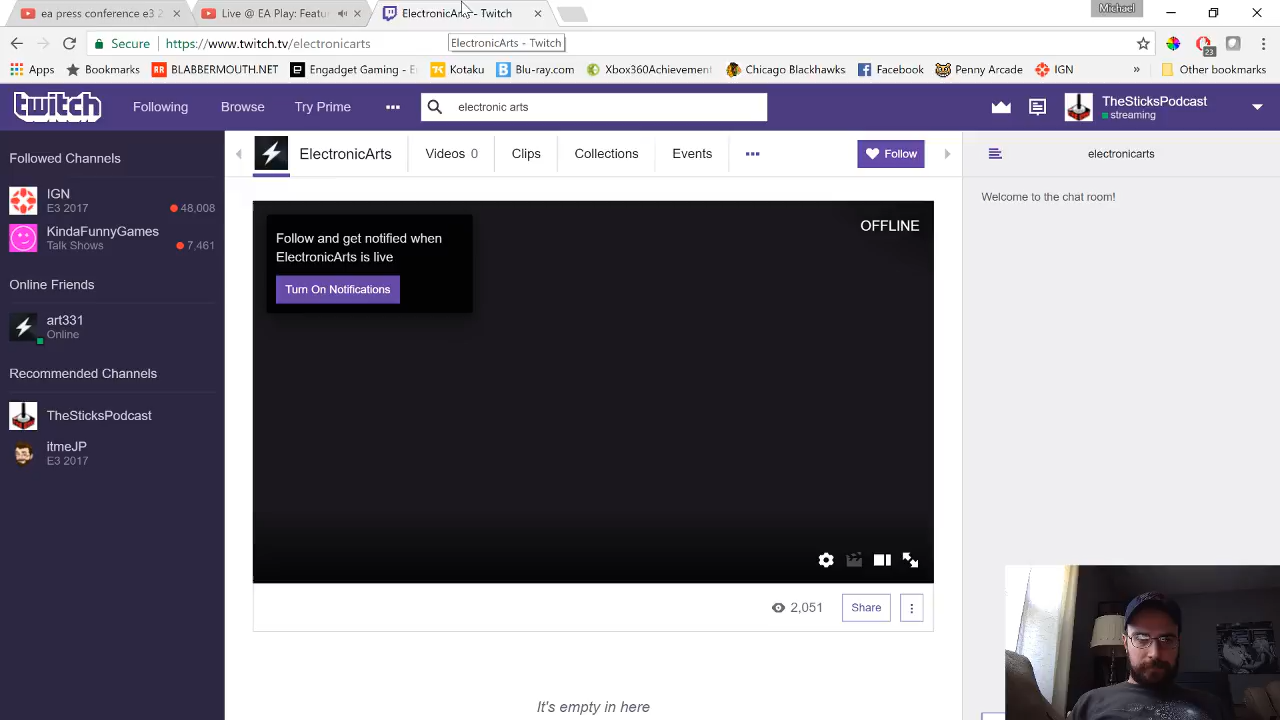 Michael
ea press conference e3 2
Live @ EA Play: Featur
ElectronicArts - Twitch
Secure
https://www.twitch.tv/electronicarts
ElectronicArts - Twitch
23
Apps
Bookmarks
RR BLABBERMOUTH.NET
Engadget Gaming - E
Kotaku
Blu-ray.com
Xbox360Achievement
Chicago Blackhawks
Facebook
Penny Arcade
IGN
»
Other bookmarks
twitch
Following
Browse
Try Prime
electronic arts
TheSticksPodcast
streaming
Followed Channels
IGN
E3 2017
48,008
KindaFunnyGames
Talk Shows
7,461
Online Friends
art331
Online
Recommended Channels
TheSticksPodcast
itmeJP
E3 2017
ElectronicArts
Videos 0
Clips
Collections
Events
Follow
Follow and get notified when
ElectronicArts is live
Turn On Notifications
OFFLINE
2,051
Share
It's empty in here
electronicarts
Welcome to the chat room!